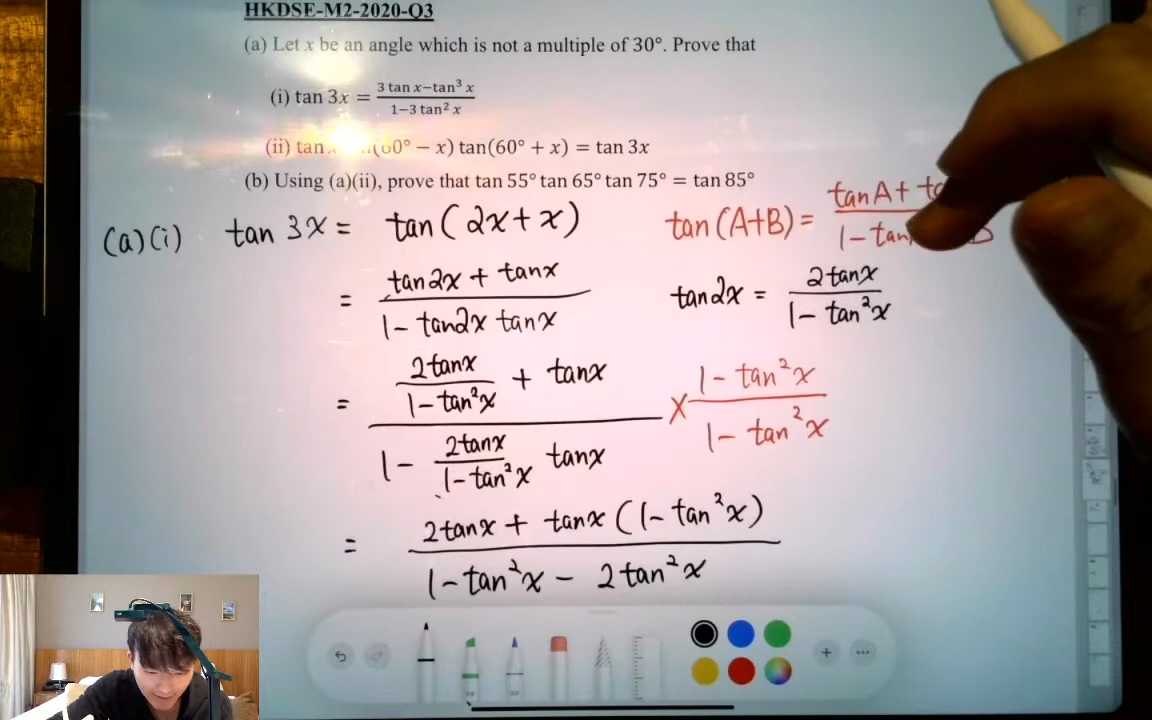 HKDSE-M2-2020-Q3
(a) Let x be an angle which is not a multiple of 30°. Prove that
(i) tan 3x = (3 tan x − tan³ x)/(1 − 3 tan² x)
(ii) tan (60° − x) tan(60° + x) = tan 3x
(b) Using (a)(ii), prove that tan 55° tan 65° tan 75° = tan 85°
(a)(i) tan 3x = tan(2x+x) tan(A+B) = (tanA + )/(1 − tan B)
= (tan2x + tanx)/(1 − tan2x tanx) tan2x = (2tanx)/(1 − tan²x)
= ((2tanx)/(1 − tan²x) + tanx)/(1 − (2tanx)/(1 − tan²x) tanx) × (1 − tan²x)/(1 − tan²x)
= (2tanx + tanx(1 − tan²x))/(1 − tan²x − 2tan²x)